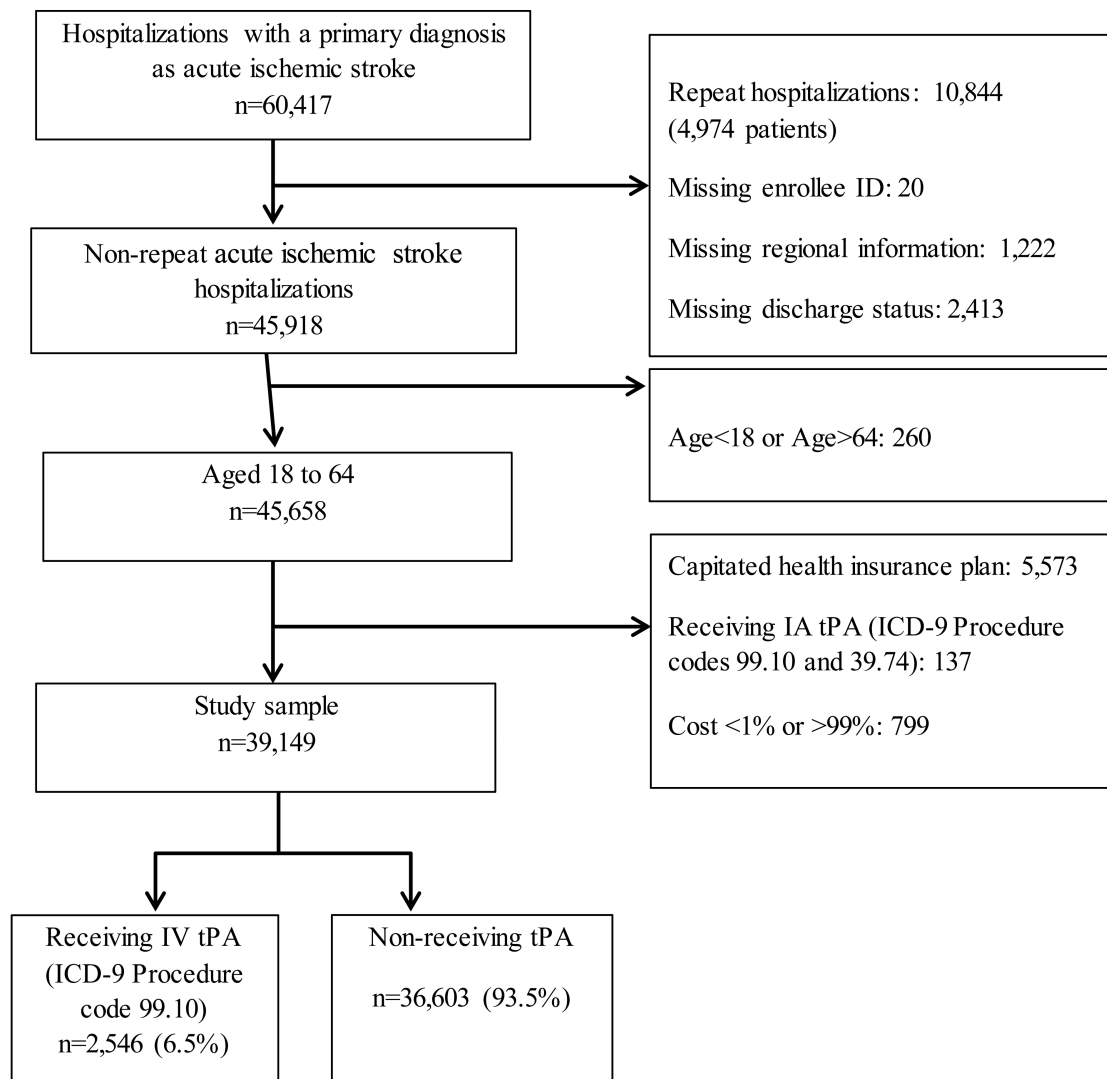 Hospitalizations with a primary diagnosis
as acute ischemic stroke
n=60,417
Repeat hospitalizations: 10,844
(4,974 patients)
Missing enrollee ID: 20
Missing regional information: 1,222
Missing discharge status: 2,413
Non-repeat acute ischemic stroke
hospitalizations
n=45,918
Age<18 or Age>64: 260
Aged 18 to 64
n=45,658
Capitated health insurance plan: 5,573
Receiving IA tPA (ICD-9 Procedure
codes 99.10 and 39.74): 137
Cost <1% or >99%: 799
Study sample
n=39,149
Receiving IV tPA
(ICD-9 Procedure
code 99.10)
n=2,546 (6.5%)
Non-receiving tPA
n=36,603 (93.5%)